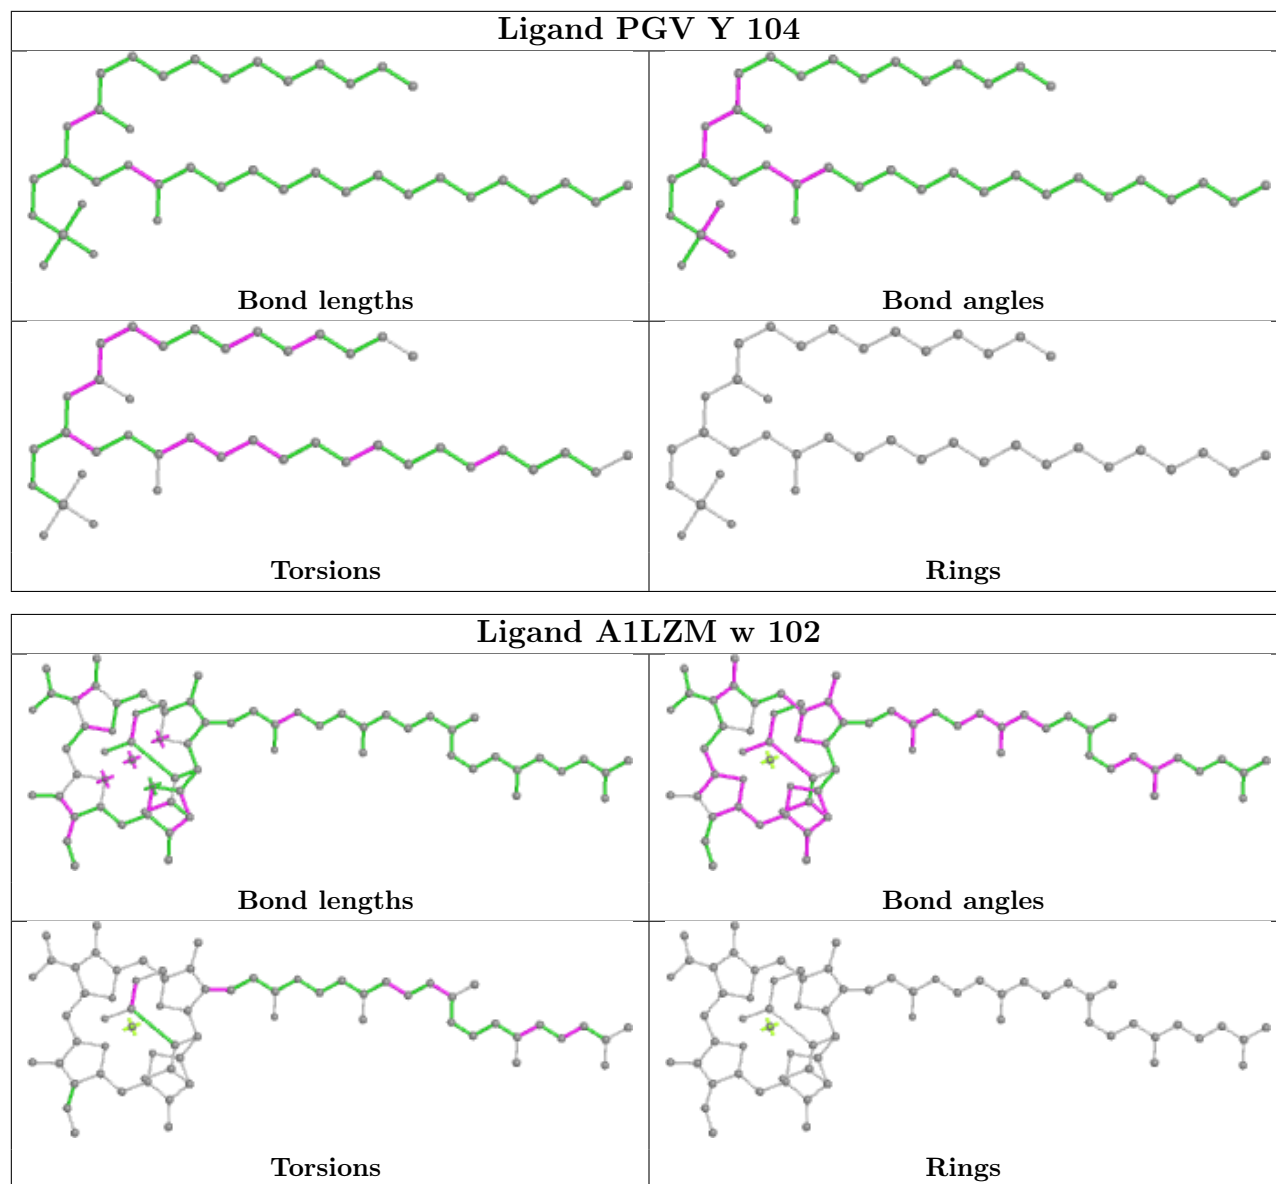 Ligand PGV Y 104
Bond lengths
Bond angles
Torsions
Rings
Ligand A1LZM w 102
Bond lengths
Bond angles
Torsions
Rings